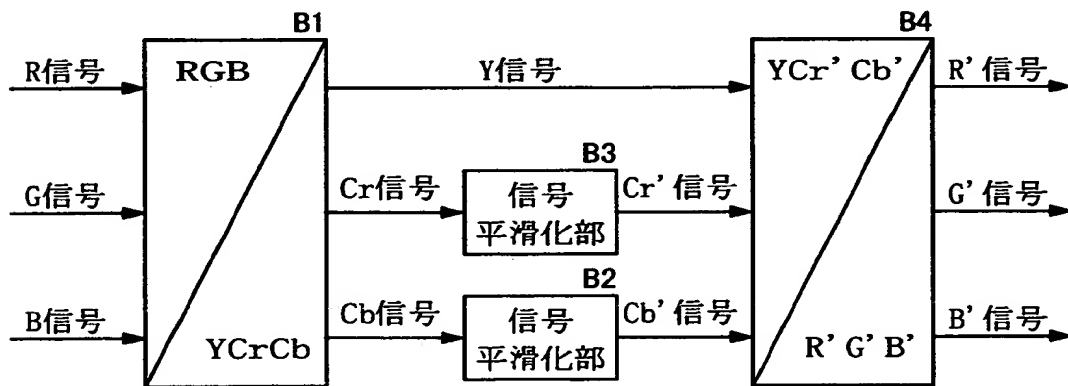 B1
B4
R信号
RGB
Y信号
YCr'Cb'
R'信号
B3
G信号
Cr信号
信号
平滑化部
Cr'信号
G'信号
B2
B信号
YCrCb
Cb信号
信号
平滑化部
Cb'信号
R'G'B'
B'信号